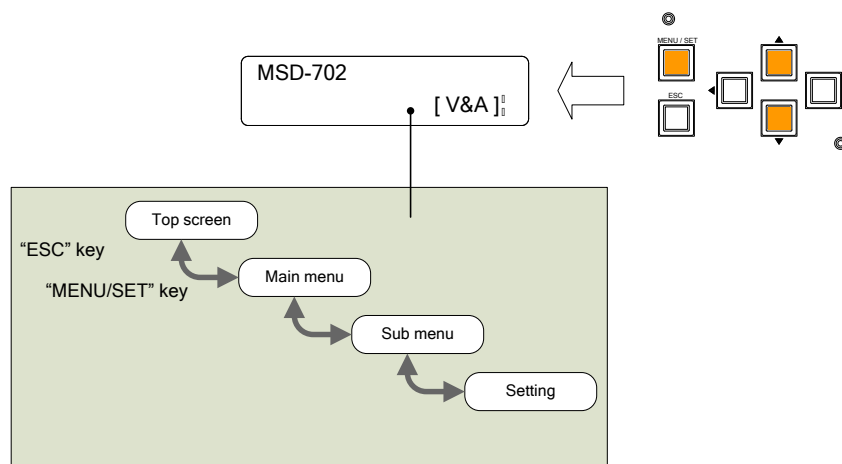 MENU / SET
MSD-702
[ V&A ]
ESC
Top screen
“ESC” key
Main menu
“MENU/SET” key
Sub menu
Setting